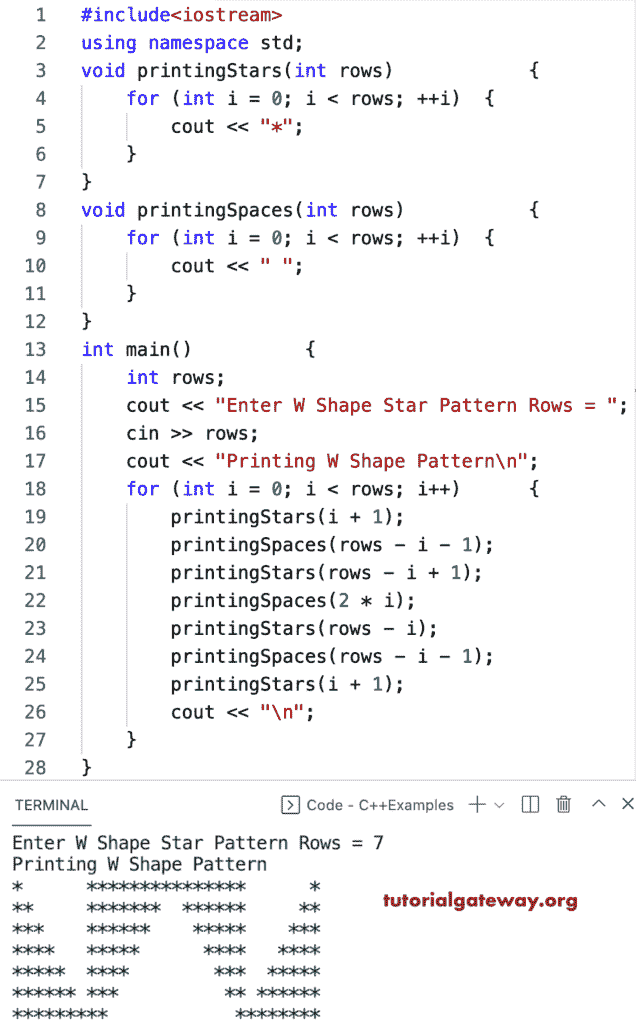 1 #include<iostream>
2 using namespace std;
3 void printingStars(int rows)            {
4     for (int i = 0; i < rows; ++i)  {
5         cout << "*";
6     }
7 }
8 void printingSpaces(int rows)           {
9     for (int i = 0; i < rows; ++i)  {
10         cout << " ";
11     }
12 }
13 int main()          {
14     int rows;
15     cout << "Enter W Shape Star Pattern Rows = ";
16     cin >> rows;
17     cout << "Printing W Shape Pattern\n";
18     for (int i = 0; i < rows; i++)      {
19         printingStars(i + 1);
20         printingSpaces(rows - i - 1);
21         printingStars(rows - i + 1);
22         printingSpaces(2 * i);
23         printingStars(rows - i);
24         printingSpaces(rows - i - 1);
25         printingStars(i + 1);
26         cout << "\n";
27     }
28 }
TERMINAL Code - C++Examples
Enter W Shape Star Pattern Rows = 7
Printing W Shape Pattern
*      ***************      *
**     *******  ******     **
tutorialgateway.org
***    ******    *****    ***
****   *****      ****   ****
*****  ****        ***  *****
****** ***          ** ******
*********            ********